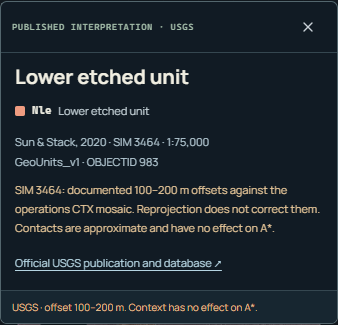 PUBLISHED INTERPRETATION · USGS
Lower etched unit
Nle Lower etched unit
Sun & Stack, 2020 · SIM 3464 · 1:75,000
GeoUnits_v1 · OBJECTID 983
SIM 3464: documented 100–200 m offsets against the
operations CTX mosaic. Reprojection does not correct them.
Contacts are approximate and have no effect on A*.
Official USGS publication and database ↗
USGS · offset 100–200 m. Context has no effect on A*.